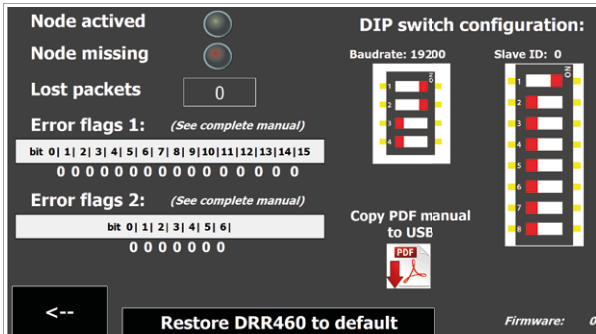 Node actived
Node missing
Lost packets 0
Error flags 1: (See complete manual)
bit 0| 1| 2| 3| 4| 5| 6| 7| 8| 9|10|11|12|13|14|15
0 0 0 0 0 0 0 0 0 0 0 0 0 0 0 0
Error flags 2: (See complete manual)
bit 0| 1| 2| 3| 4| 5| 6|
0 0 0 0 0 0 0
<--
Restore DRR460 to default
DIP switch configuration:
Baudrate: 19200
ON
1
2
3
4
Slave ID: 0
ON
1
2
3
4
5
6
7
8
Copy PDF manual
to USB
PDF
Firmware: 0